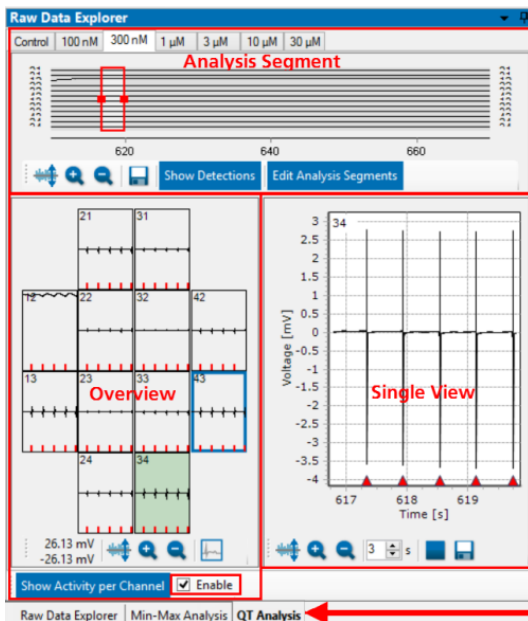 Raw Data Explorer
Control 100 nM 300 nM 1 µM 3 µM 10 µM 30 µM
Analysis Segment
620 640 660
Show Detections Edit Analysis Segments
21 31
12 22 32 42
13 23 33 43
Overview
24 34
26.13 mV
-26.13 mV
Show Activity per Channel Enable
34
3
2.5
2
1.5
1
0.5
0
-0.5
-1
-1.5
-2
-2.5
-3
-3.5
-4
Voltage [mV]
Single View
617 618 619
Time [s]
3 s
Raw Data Explorer Min-Max Analysis QT Analysis